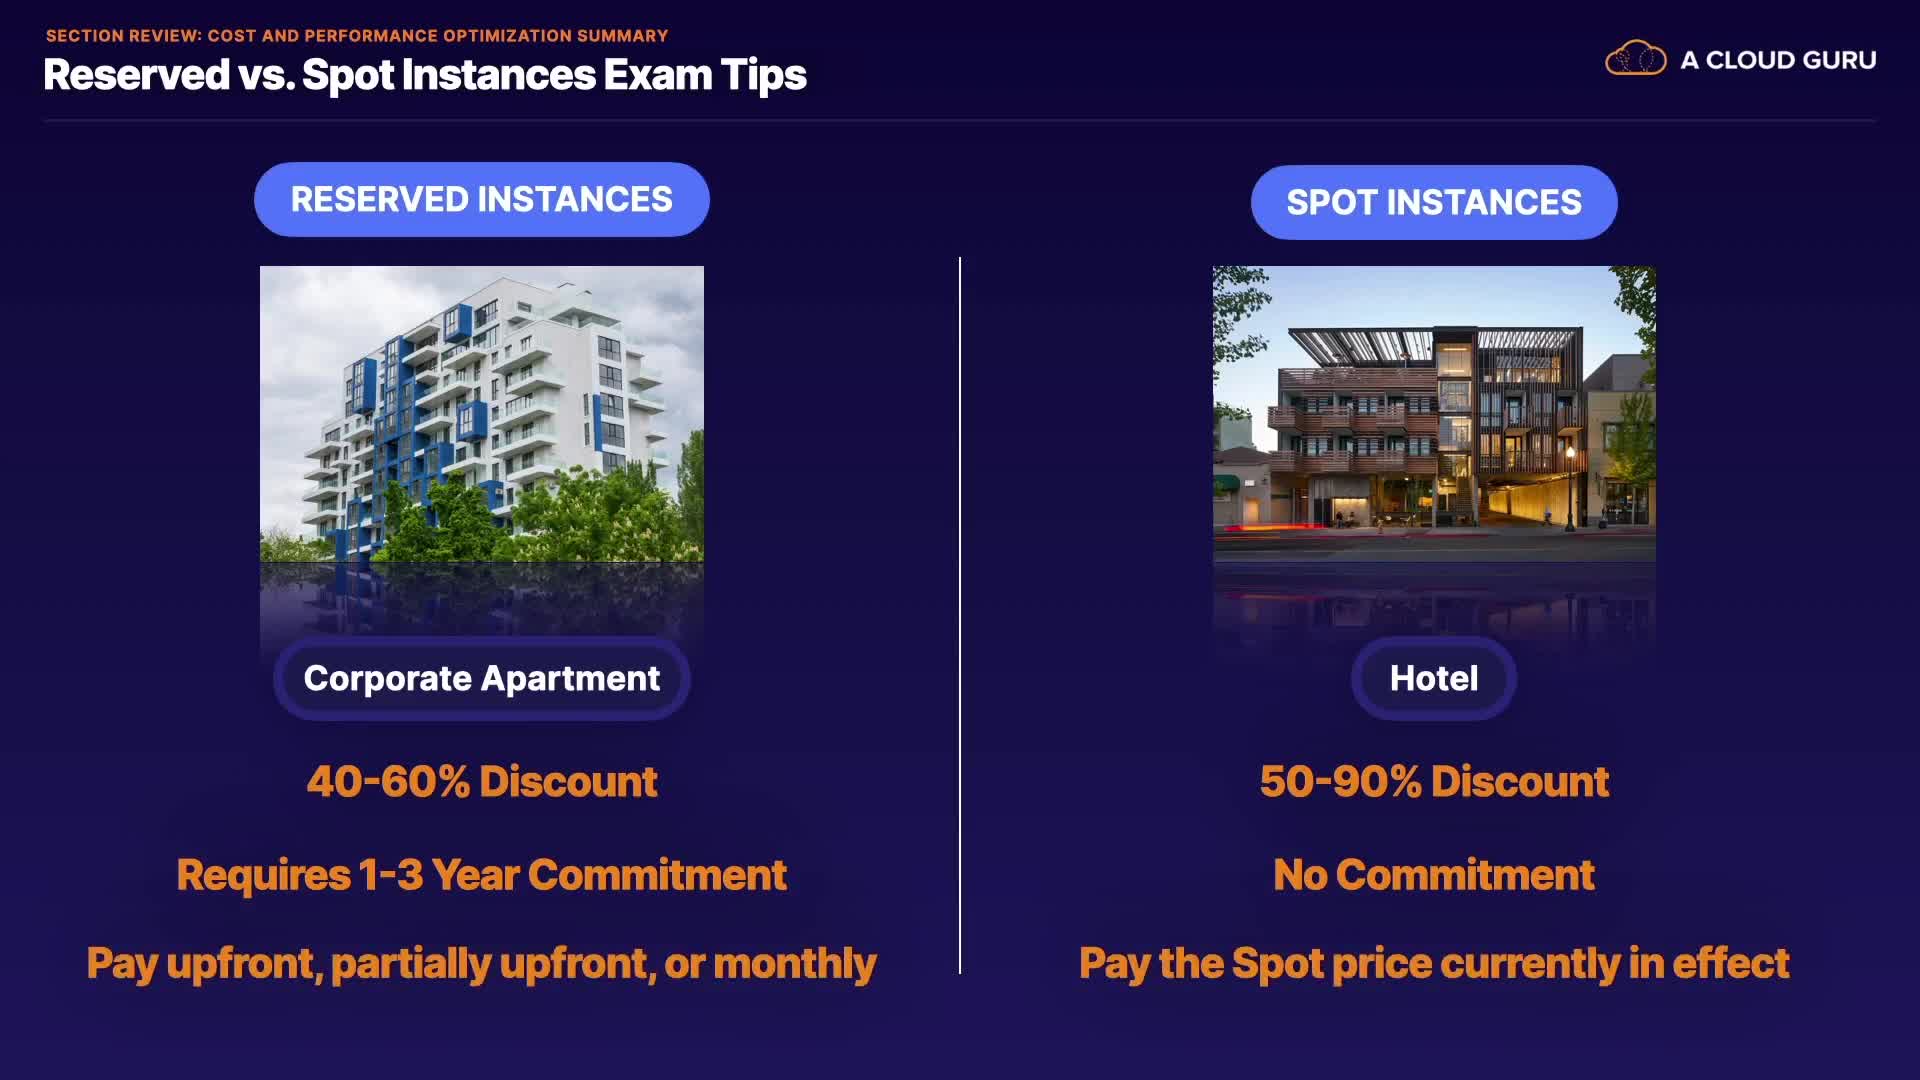 SECTION REVIEW: COST AND PERFORMANCE OPTIMIZATION SUMMARY
Reserved vs. Spot Instances Exam Tips
A CLOUD GURU
RESERVED INSTANCES
Corporate Apartment
40-60% Discount
Requires 1-3 Year Commitment
Pay upfront, partially upfront, or monthly
SPOT INSTANCES
Hotel
50-90% Discount
No Commitment
Pay the Spot price currently in effect